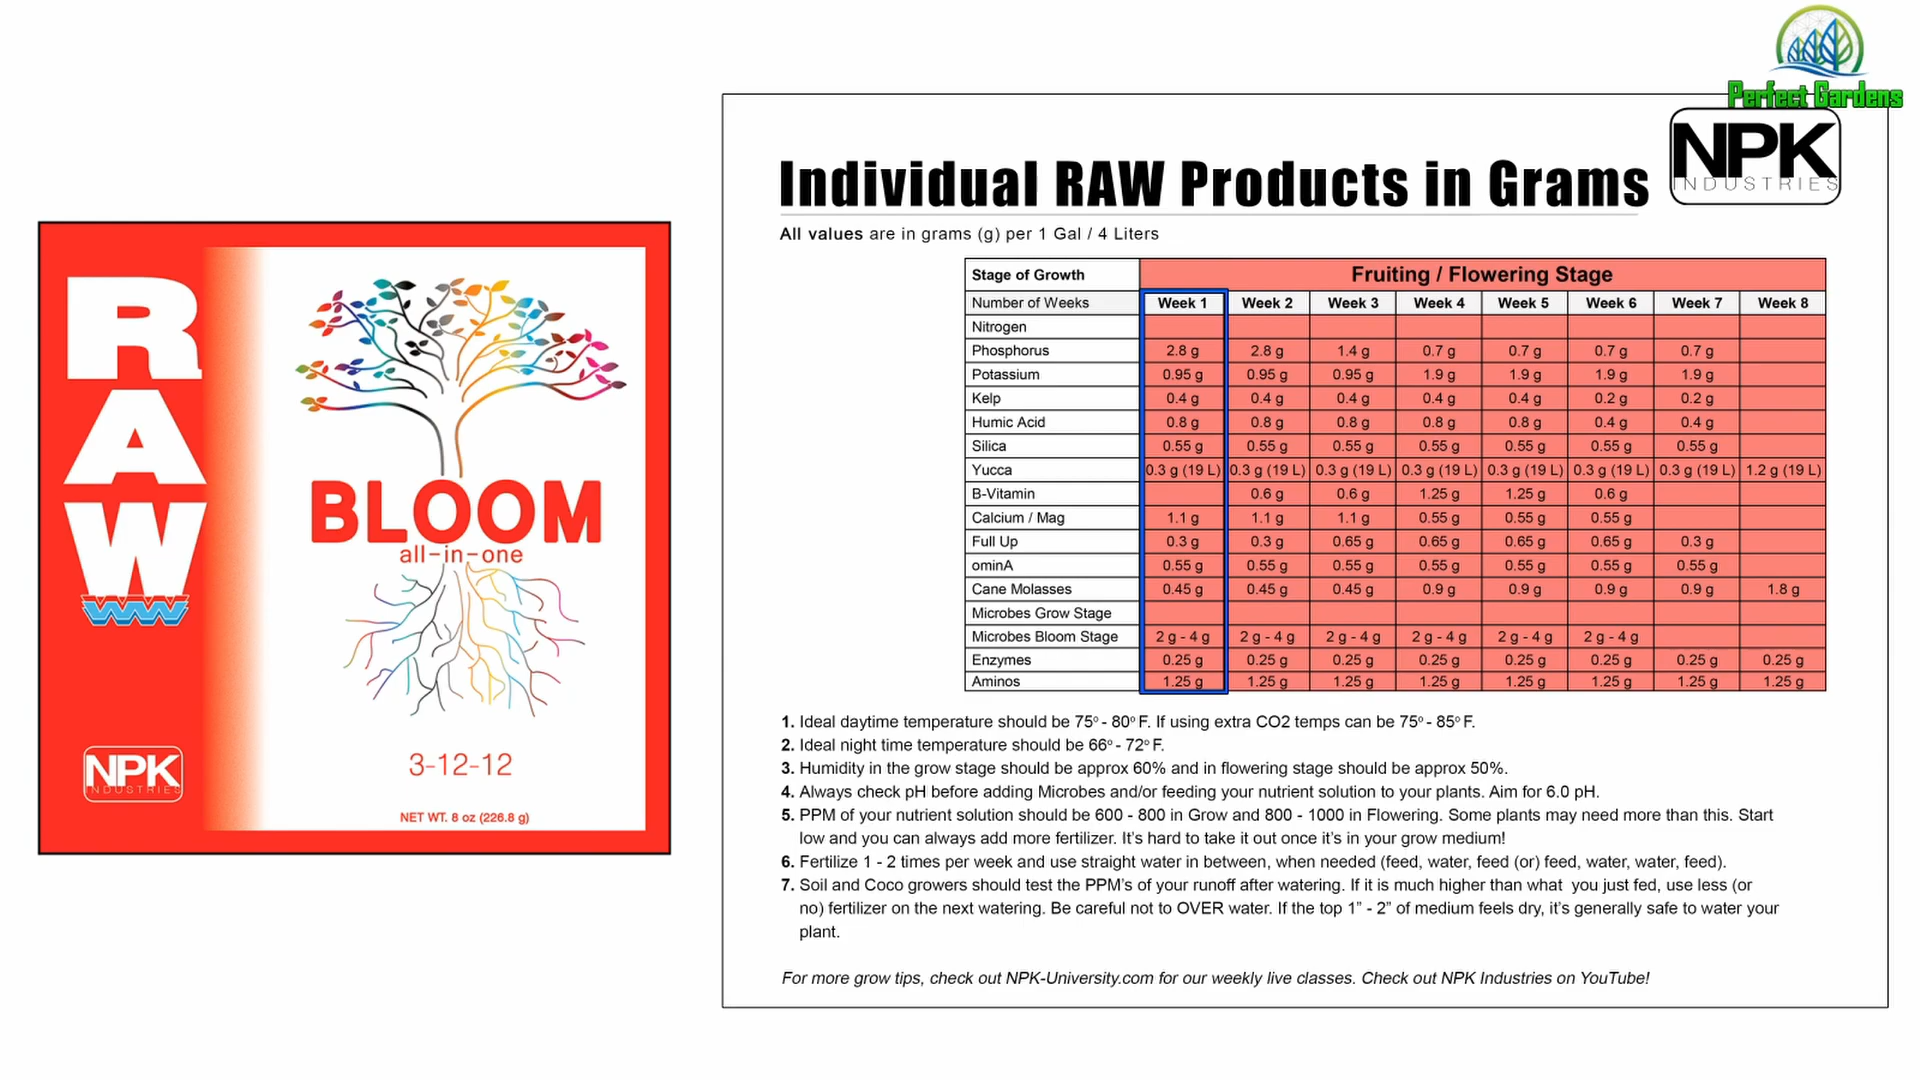 Perfect Gardens
NPK
INDUSTRIES
Individual RAW Products in Grams
All values are in grams (g) per 1 Gal / 4 Liters
RAW
BLOOM
all-in-one
3-12-12
NPK
INDUSTRIES
NET WT. 8 oz (226.8 g)
Stage of Growth Fruiting / Flowering Stage
Number of Weeks Week 1 Week 2 Week 3 Week 4 Week 5 Week 6 Week 7 Week 8
Nitrogen
Phosphorus 2.8 g 2.8 g 1.4 g 0.7 g 0.7 g 0.7 g 0.7 g
Potassium 0.95 g 0.95 g 0.95 g 1.9 g 1.9 g 1.9 g 1.9 g
Kelp 0.4 g 0.4 g 0.4 g 0.4 g 0.4 g 0.2 g 0.2 g
Humic Acid 0.8 g 0.8 g 0.8 g 0.8 g 0.8 g 0.4 g 0.4 g
Silica 0.55 g 0.55 g 0.55 g 0.55 g 0.55 g 0.55 g 0.55 g
Yucca 0.3 g (19 L) 0.3 g (19 L) 0.3 g (19 L) 0.3 g (19 L) 0.3 g (19 L) 0.3 g (19 L) 0.3 g (19 L) 1.2 g (19 L)
B-Vitamin 0.6 g 0.6 g 1.25 g 1.25 g 0.6 g
Calcium / Mag 1.1 g 1.1 g 1.1 g 0.55 g 0.55 g 0.55 g
Full Up 0.3 g 0.3 g 0.65 g 0.65 g 0.65 g 0.65 g 0.3 g
ominA 0.55 g 0.55 g 0.55 g 0.55 g 0.55 g 0.55 g 0.55 g
Cane Molasses 0.45 g 0.45 g 0.45 g 0.9 g 0.9 g 0.9 g 0.9 g 1.8 g
Microbes Grow Stage
Microbes Bloom Stage 2 g - 4 g 2 g - 4 g 2 g - 4 g 2 g - 4 g 2 g - 4 g 2 g - 4 g
Enzymes 0.25 g 0.25 g 0.25 g 0.25 g 0.25 g 0.25 g 0.25 g 0.25 g
Aminos 1.25 g 1.25 g 1.25 g 1.25 g 1.25 g 1.25 g 1.25 g 1.25 g
1. Ideal daytime temperature should be 75º - 80º F. If using extra CO2 temps can be 75º - 85º F.
2. Ideal night time temperature should be 66º - 72º F.
3. Humidity in the grow stage should be approx 60% and in flowering stage should be approx 50%.
4. Always check pH before adding Microbes and/or feeding your nutrient solution to your plants. Aim for 6.0 pH.
5. PPM of your nutrient solution should be 600 - 800 in Grow and 800 - 1000 in Flowering. Some plants may need more than this. Start
low and you can always add more fertilizer. It's hard to take it out once it's in your grow medium!
6. Fertilize 1 - 2 times per week and use straight water in between, when needed (feed, water, feed (or) feed, water, water, feed).
7. Soil and Coco growers should test the PPM's of your runoff after watering. If it is much higher than what you just fed, use less (or
no) fertilizer on the next watering. Be careful not to OVER water. If the top 1” - 2” of medium feels dry, it's generally safe to water your
plant.
For more grow tips, check out NPK-University.com for our weekly live classes. Check out NPK Industries on YouTube!